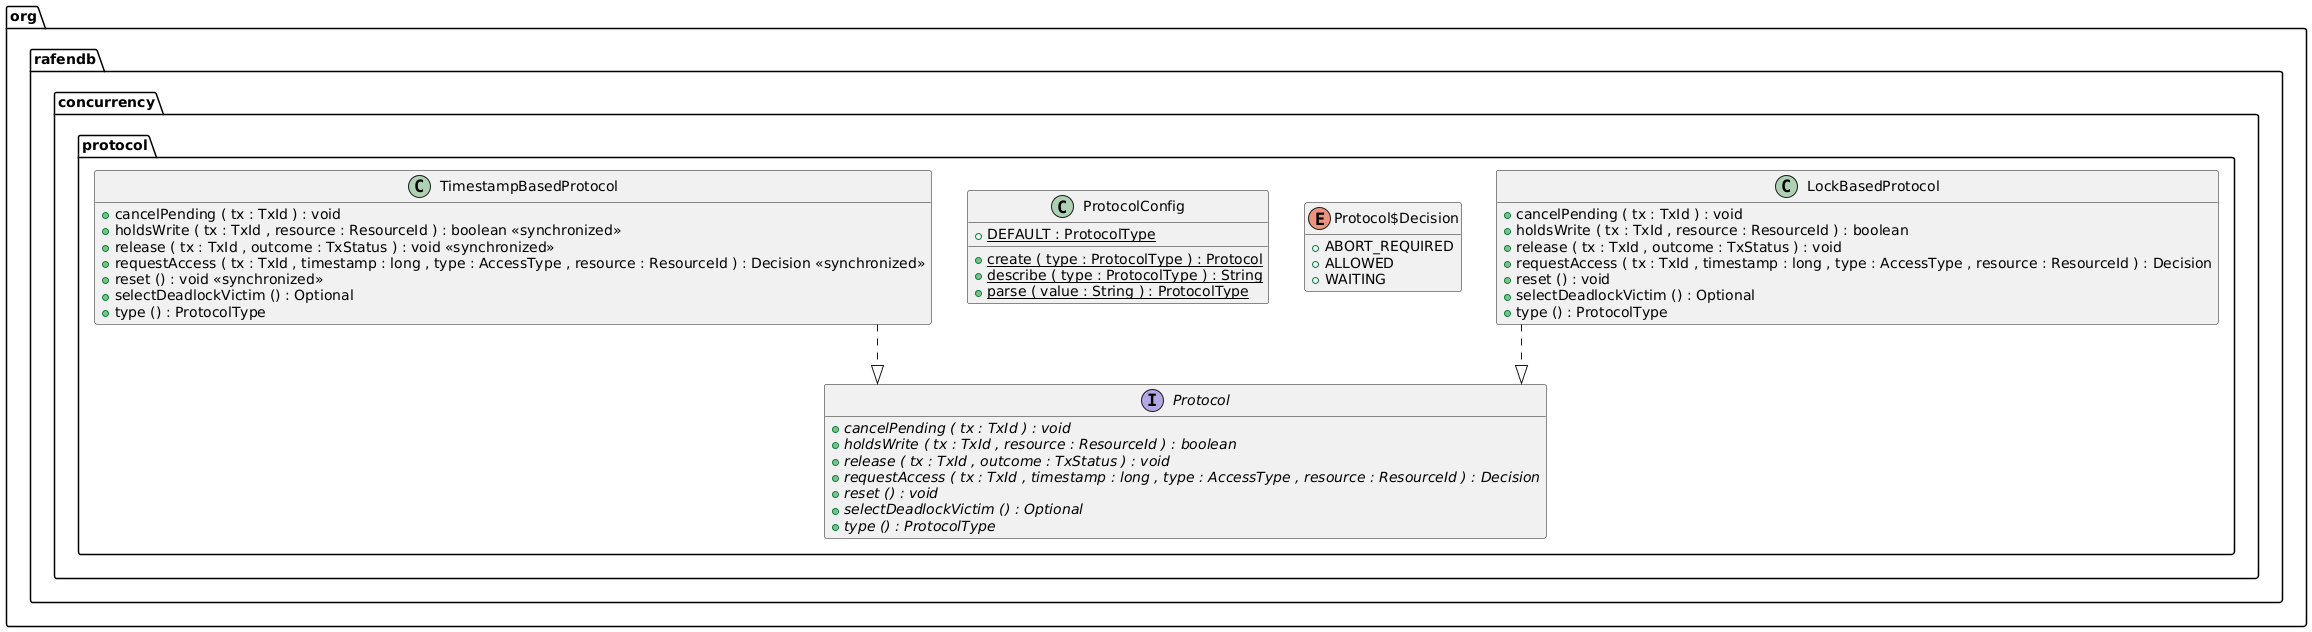 org
rafendb
concurrency
protocol
C TimestampBasedProtocol
cancelPending ( tx : TxId ) : void
holdsWrite ( tx : TxId , resource : ResourceId ) : boolean «synchronized»
release ( tx : TxId , outcome : TxStatus ) : void «synchronized»
requestAccess ( tx : TxId , timestamp : long , type : AccessType , resource : ResourceId ) : Decision «synchronized»
reset () : void «synchronized»
selectDeadlockVictim () : Optional
type () : ProtocolType
C ProtocolConfig
DEFAULT : ProtocolType
create ( type : ProtocolType ) : Protocol
describe ( type : ProtocolType ) : String
parse ( value : String ) : ProtocolType
E Protocol$Decision
ABORT_REQUIRED
ALLOWED
WAITING
C LockBasedProtocol
cancelPending ( tx : TxId ) : void
holdsWrite ( tx : TxId , resource : ResourceId ) : boolean
release ( tx : TxId , outcome : TxStatus ) : void
requestAccess ( tx : TxId , timestamp : long , type : AccessType , resource : ResourceId ) : Decision
reset () : void
selectDeadlockVictim () : Optional
type () : ProtocolType
I Protocol
cancelPending ( tx : TxId ) : void
holdsWrite ( tx : TxId , resource : ResourceId ) : boolean
release ( tx : TxId , outcome : TxStatus ) : void
requestAccess ( tx : TxId , timestamp : long , type : AccessType , resource : ResourceId ) : Decision
reset () : void
selectDeadlockVictim () : Optional
type () : ProtocolType